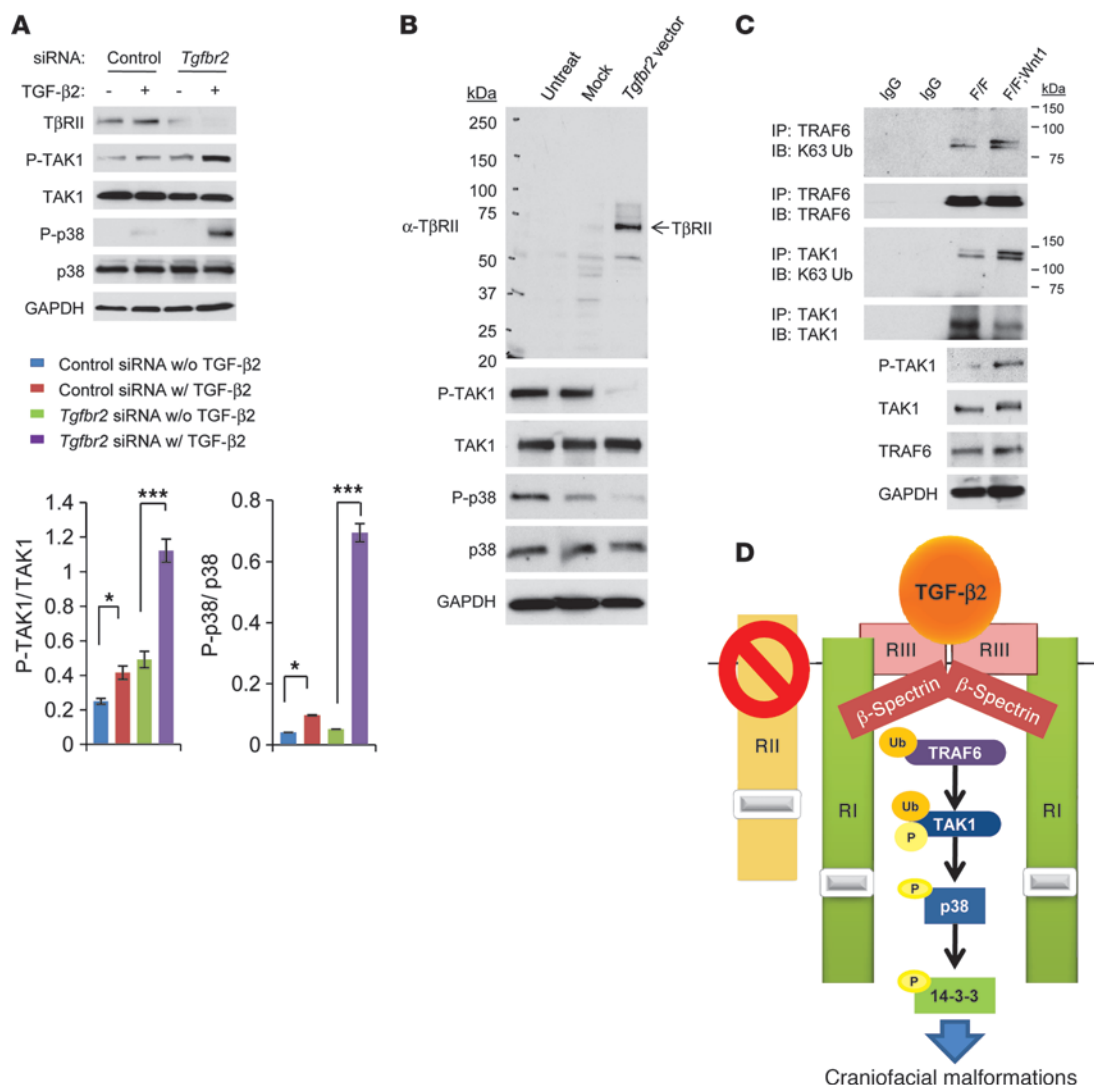 A
siRNA: Control Tgfbr2
TGF-β2: - + - +
TβRII
P-TAK1
TAK1
P-p38
p38
GAPDH
Control siRNA w/o TGF-β2
Control siRNA w/ TGF-β2
Tgfbr2 siRNA w/o TGF-β2
Tgfbr2 siRNA w/ TGF-β2
P-TAK1/TAK1
1.4
1.2
1
0.8
0.6
0.4
0.2
0
*
***
P-p38/ p38
0.8
0.6
0.4
0.2
0
*
***
B
kDa
Untreat
Mock
Tgfbr2 vector
250
150
100
75
50
37
25
20
α-TβRII
TβRII
P-TAK1
TAK1
P-p38
p38
GAPDH
C
IgG
IgG
F/F
F/F;Wnt1
kDa
IP: TRAF6
IB: K63 Ub
150
100
75
IP: TRAF6
IB: TRAF6
IP: TAK1
IB: K63 Ub
150
100
75
IP: TAK1
IB: TAK1
P-TAK1
TAK1
TRAF6
GAPDH
D
TGF-β2
RIII RIII
β-Spectrin β-Spectrin
RII
RI
RI
Ub
TRAF6
Ub
P
TAK1
P
p38
P
14-3-3
Craniofacial malformations